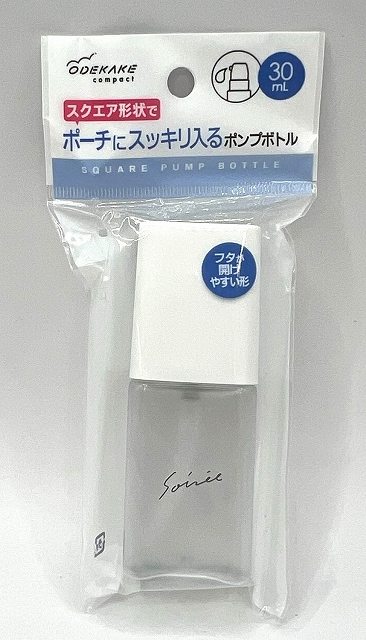 ODEKAKE
compact
30
mL
スクエア形状で
ポーチにスッキリ入るポンプボトル
SQUARE PUMP BOTTLE
フタが
開け
やすい形
Soirée